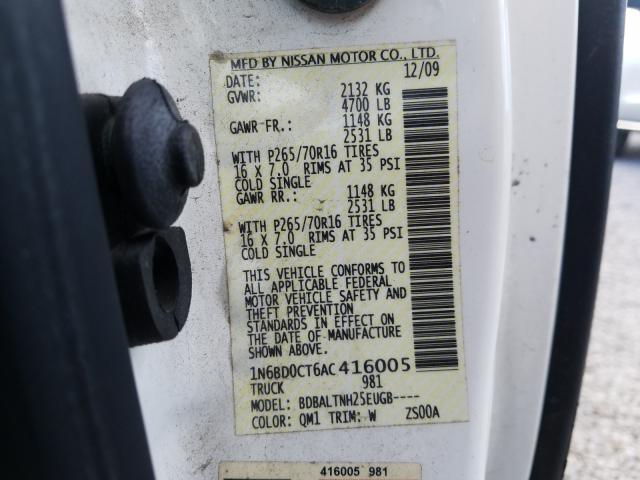 MFD BY NISSAN MOTOR CO., LTD.
DATE: 12/09
GVWR: 2132 KG
4700 LB
GAWR FR.: 1148 KG
2531 LB
WITH P265/70R16 TIRES
16 X 7.0 RIMS AT 35 PSI
COLD SINGLE
GAWR RR.: 1148 KG
2531 LB
WITH P265/70R16 TIRES
16 X 7.0 RIMS AT 35 PSI
COLD SINGLE
THIS VEHICLE CONFORMS TO
ALL APPLICABLE FEDERAL
MOTOR VEHICLE SAFETY AND
THEFT PREVENTION
STANDARDS IN EFFECT ON
THE DATE OF MANUFACTURE
SHOWN ABOVE.
1N6BD0CT6AC416005
TRUCK 981
MODEL: BDBALTNH25EUGB----
COLOR: QM1 TRIM: W ZS00A
416005 981